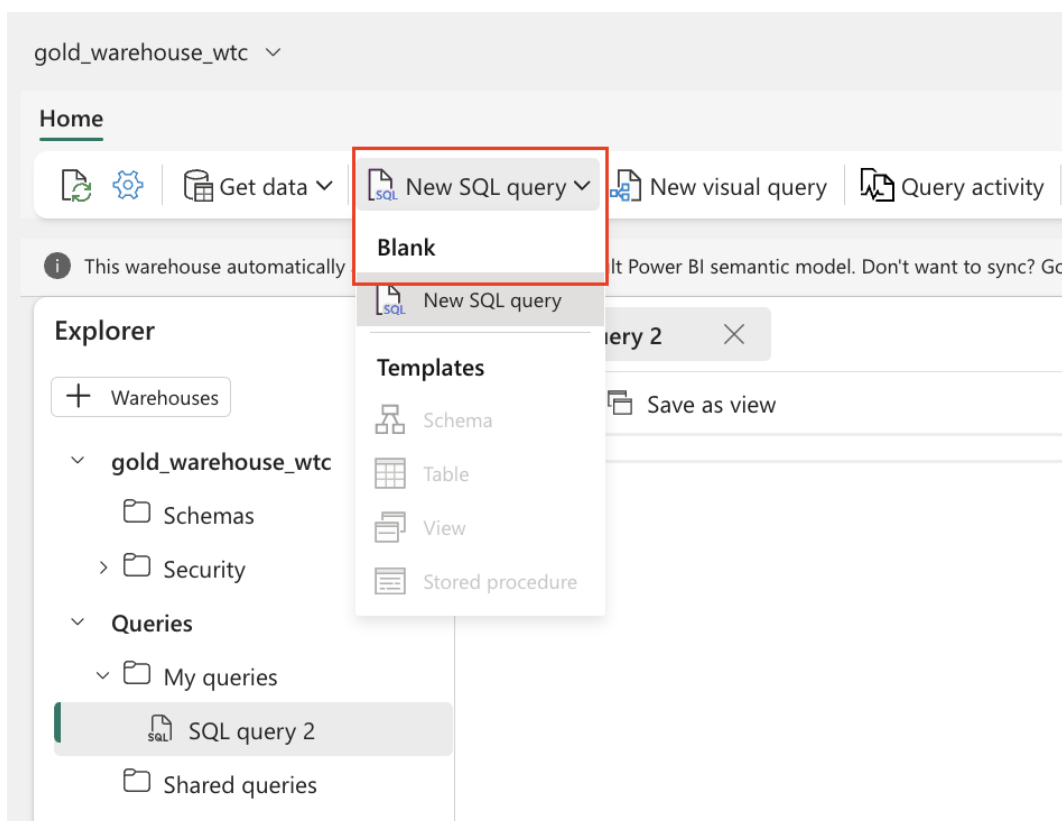 gold_warehouse_wtc
Home
Get data
New SQL query
New visual query
Query activity
This warehouse automatically
lt Power BI semantic model. Don't want to sync? Go
Blank
New SQL query
Templates
Schema
Table
View
Stored procedure
Explorer
Warehouses
gold_warehouse_wtc
Schemas
Security
Queries
My queries
SQL query 2
Shared queries
uery 2
Save as view